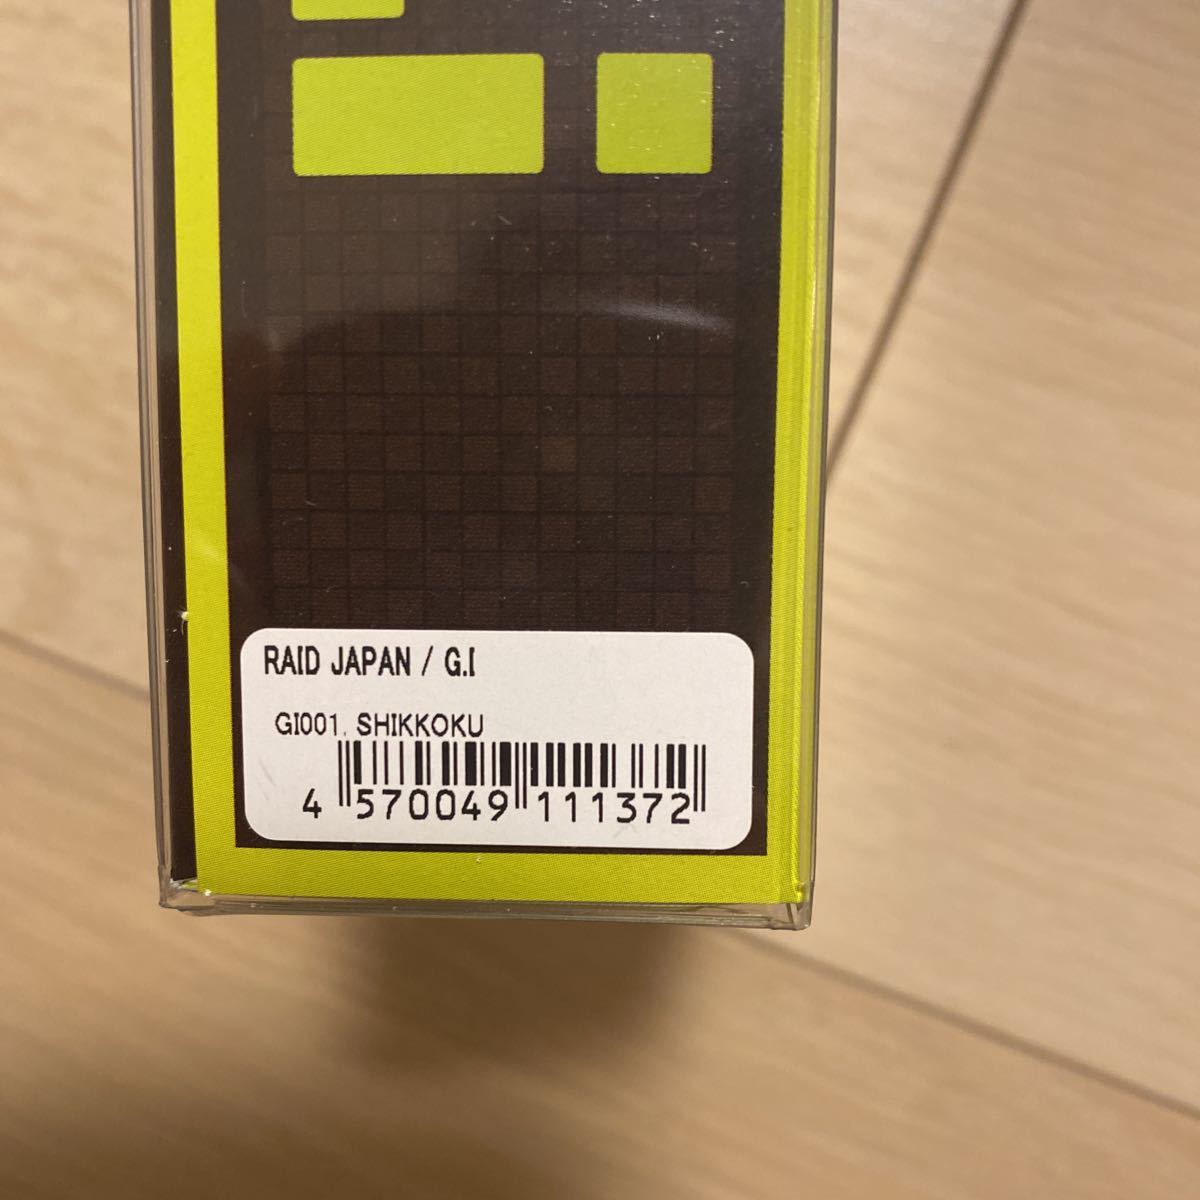 RAID JAPAN / G.I
GI001. SHIKKOKU
4 570049 111372